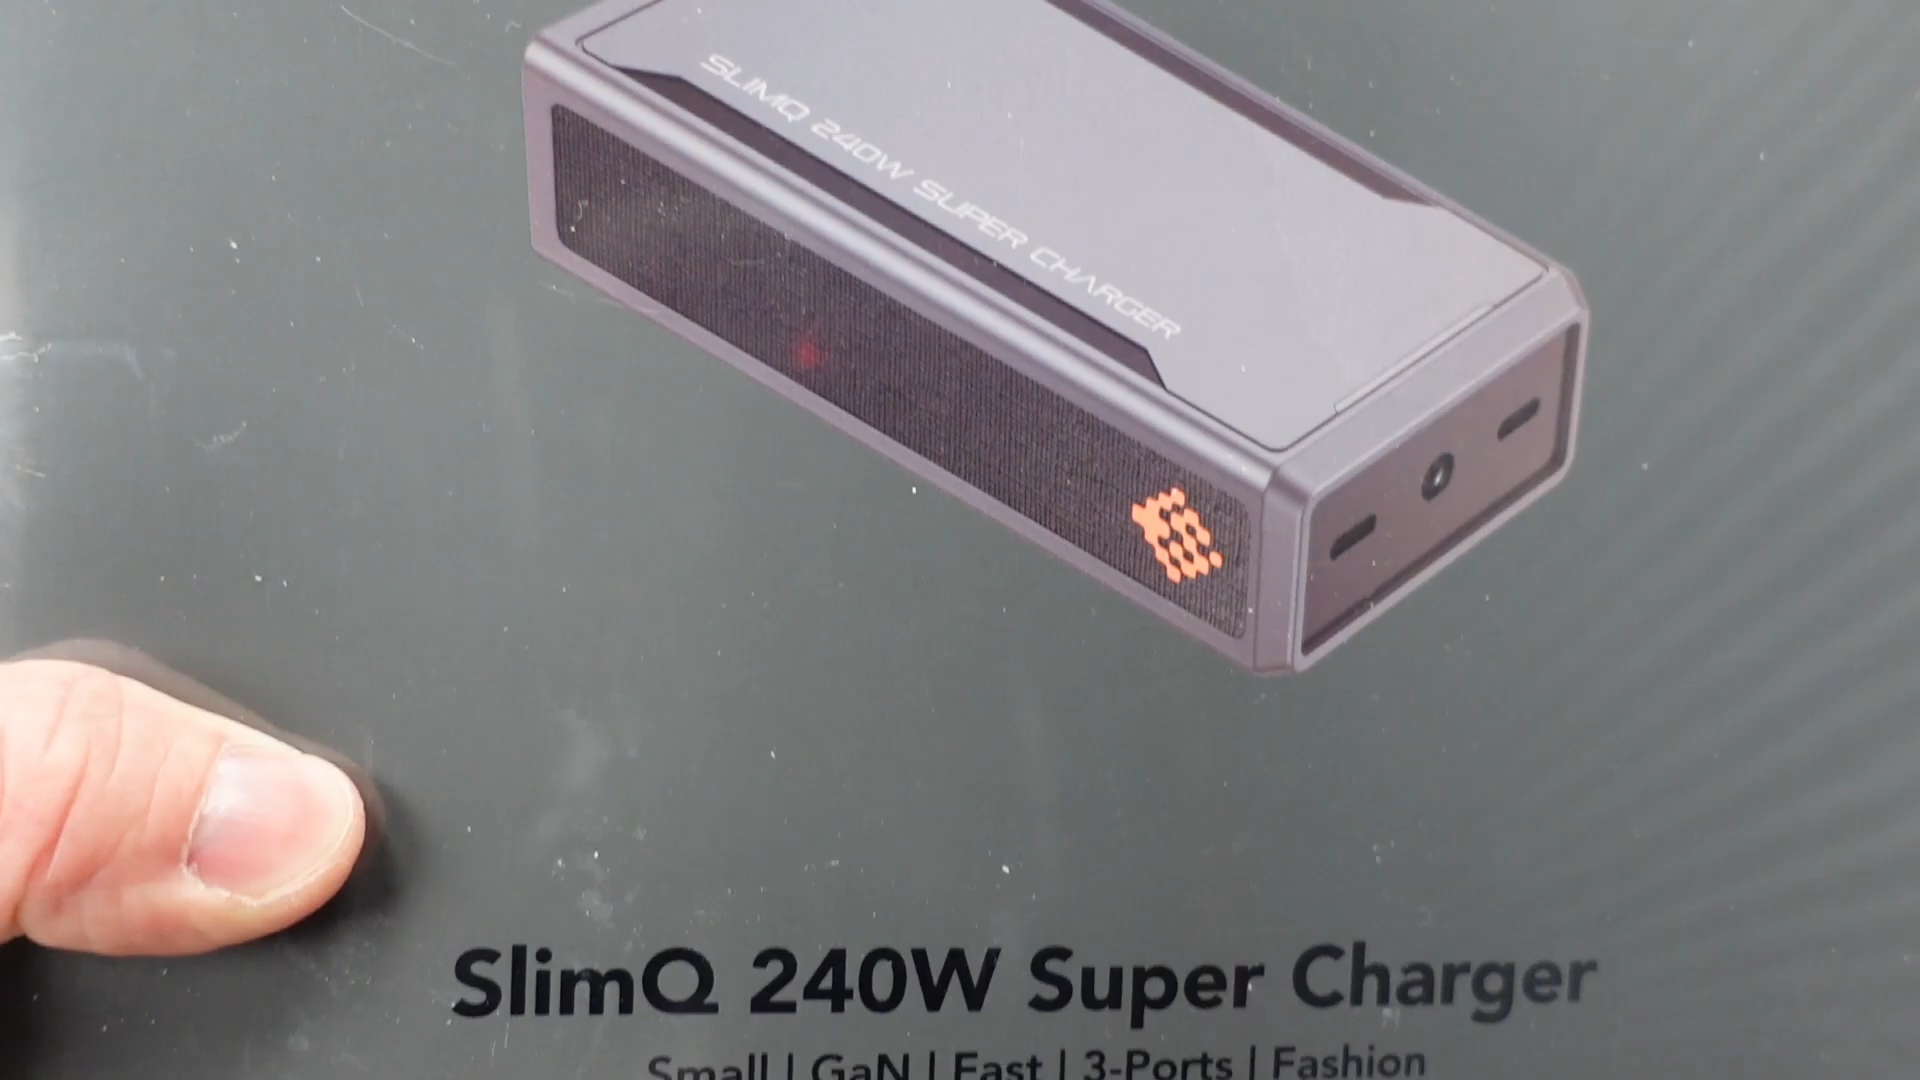 SLIMQ 240W SUPER CHARGER
SlimQ 240W Super Charger
Small | GaN | Fast | 3-Ports | Fashion